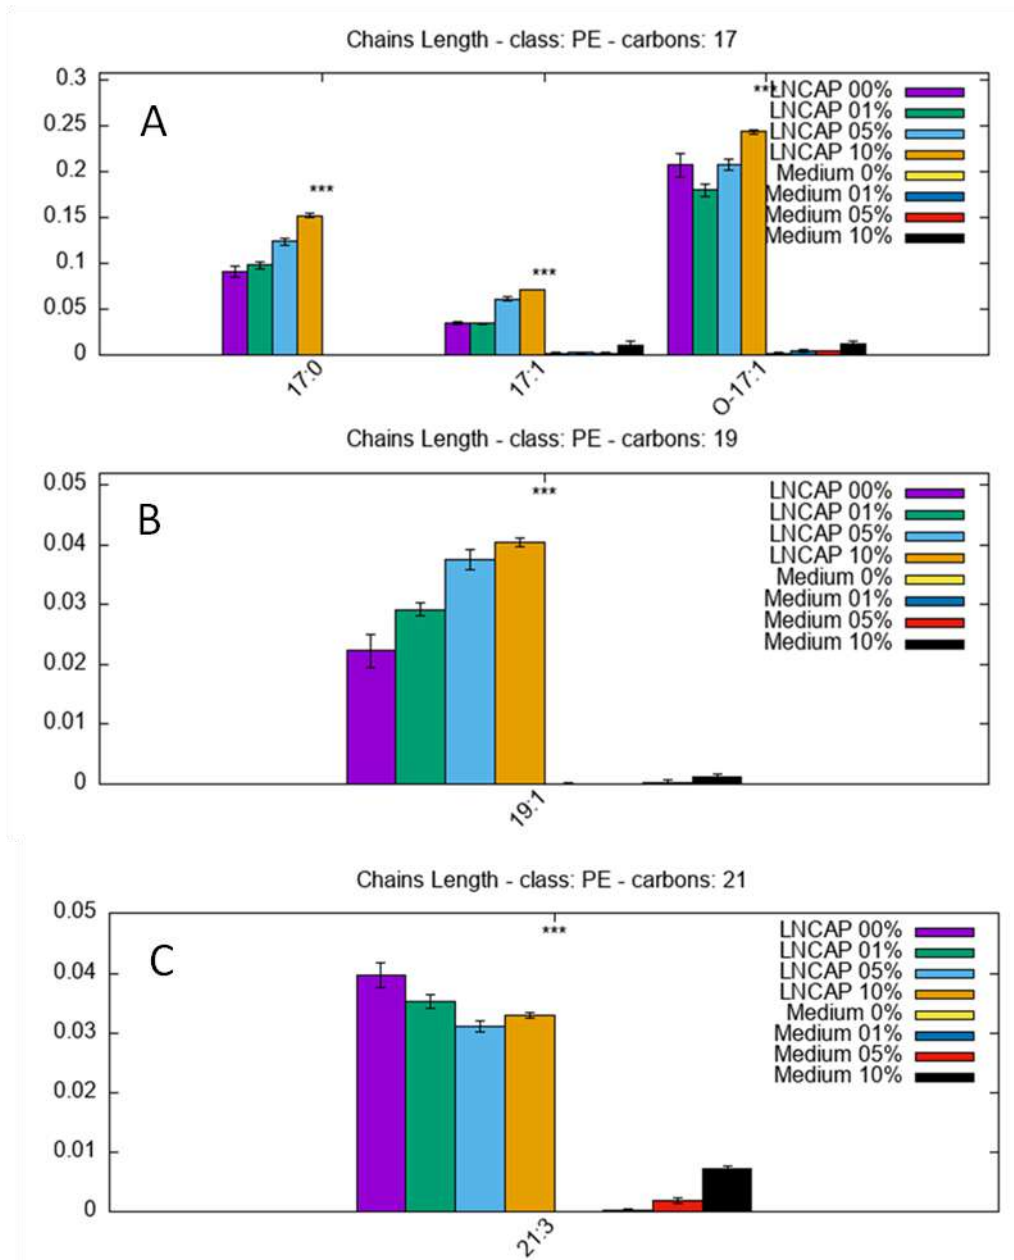 Chains Length - class: PE - carbons: 17
A
0.3
0.25
0.2
0.15
0.1
0.05
0
***
***
***
LNCAP 00%
LNCAP 01%
LNCAP 05%
LNCAP 10%
Medium 0%
Medium 01%
Medium 05%
Medium 10%
17:0
17:1
O-17:1
Chains Length - class: PE - carbons: 19
B
0.05
0.04
0.03
0.02
0.01
0
***
LNCAP 00%
LNCAP 01%
LNCAP 05%
LNCAP 10%
Medium 0%
Medium 01%
Medium 05%
Medium 10%
19:1
Chains Length - class: PE - carbons: 21
C
0.05
0.04
0.03
0.02
0.01
0
***
LNCAP 00%
LNCAP 01%
LNCAP 05%
LNCAP 10%
Medium 0%
Medium 01%
Medium 05%
Medium 10%
21:3